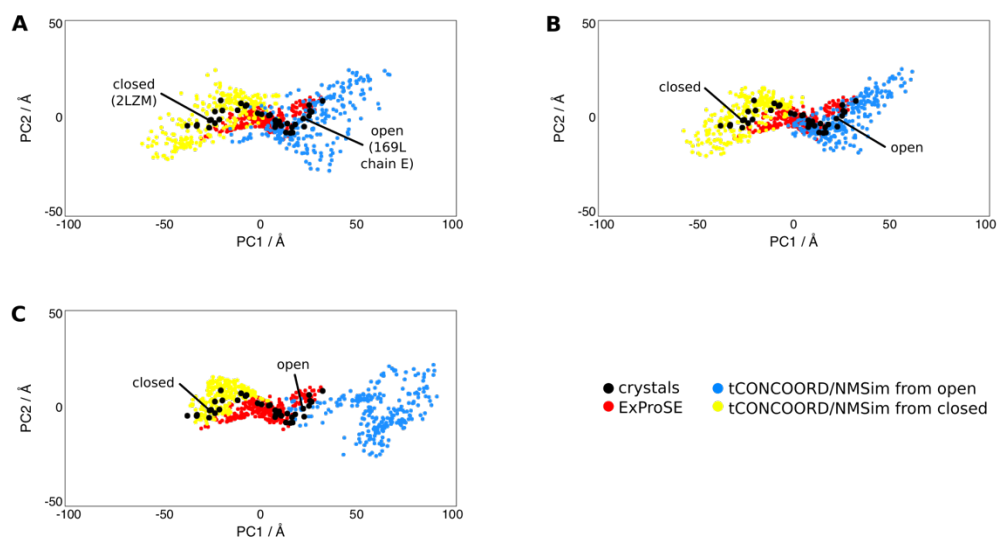 A
50
PC2 / Å
0
-50
closed
(2LZM)
open
(169L
chain E)
-100
-50
0
50
100
PC1 / Å
B
50
PC2 / Å
0
-50
closed
open
-100
-50
0
50
100
PC1 / Å
C
50
PC2 / Å
0
-50
closed
open
-100
-50
0
50
100
PC1 / Å
crystals
ExProSE
tCONCOORD/NMSim from open
tCONCOORD/NMSim from closed